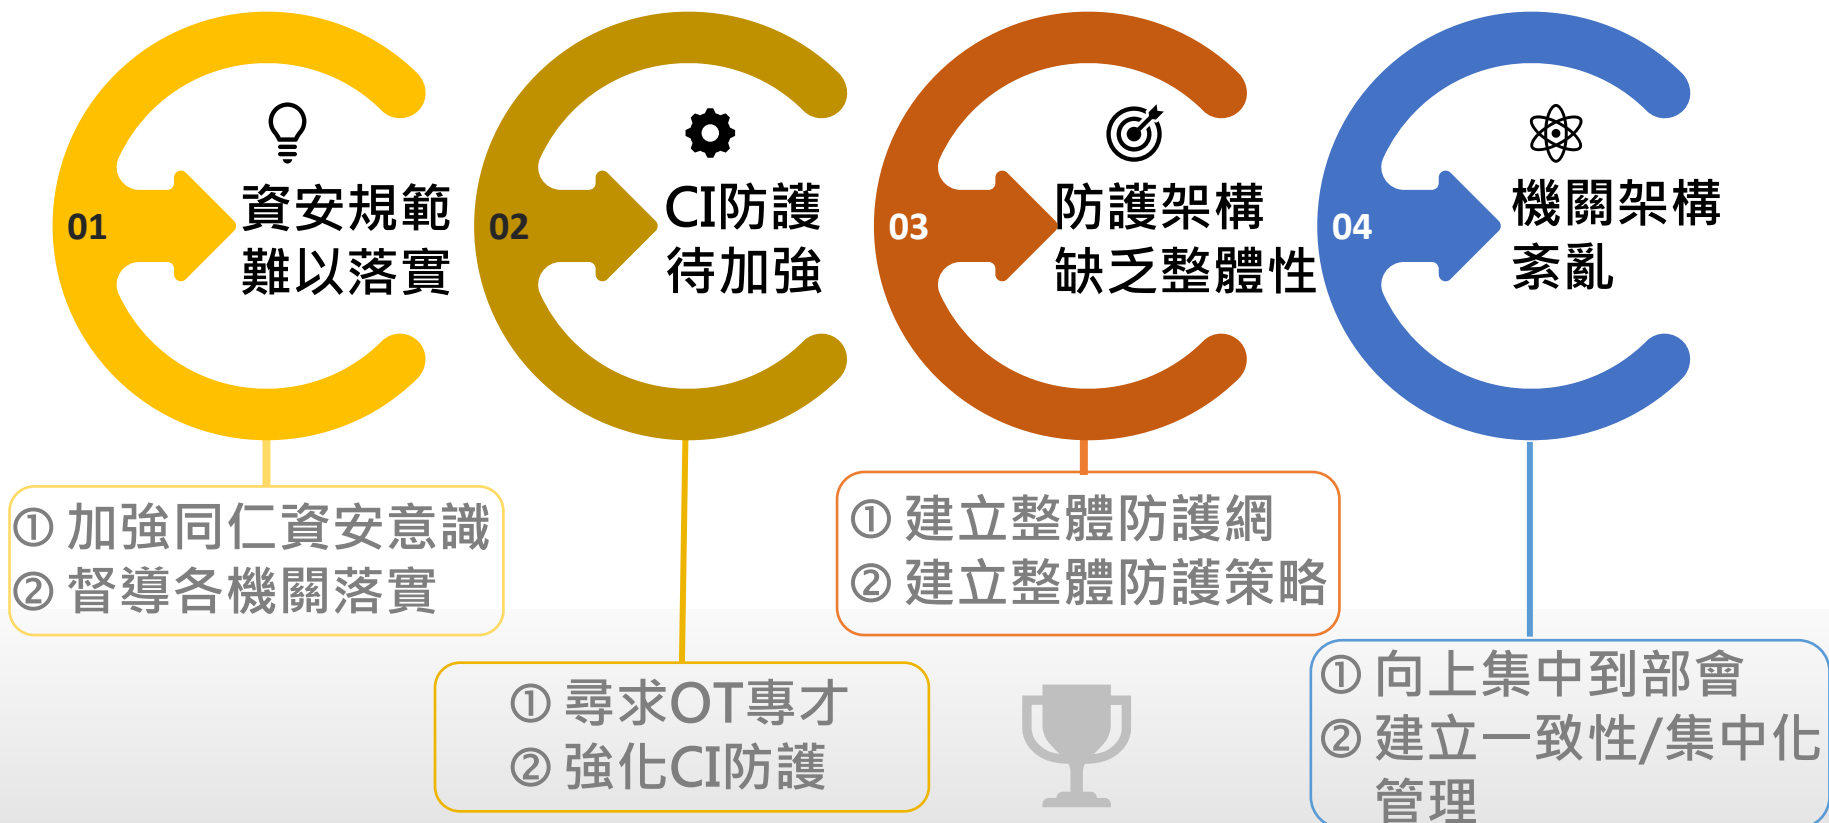 01
資安規範
難以落實
① 加強同仁資安意識
② 督導各機關落實
02
CI防護
待加強
① 尋求OT專才
② 強化CI防護
03
防護架構
缺乏整體性
① 建立整體防護網
② 建立整體防護策略
04
機關架構
紊亂
① 向上集中到部會
② 建立一致性/集中化
管理